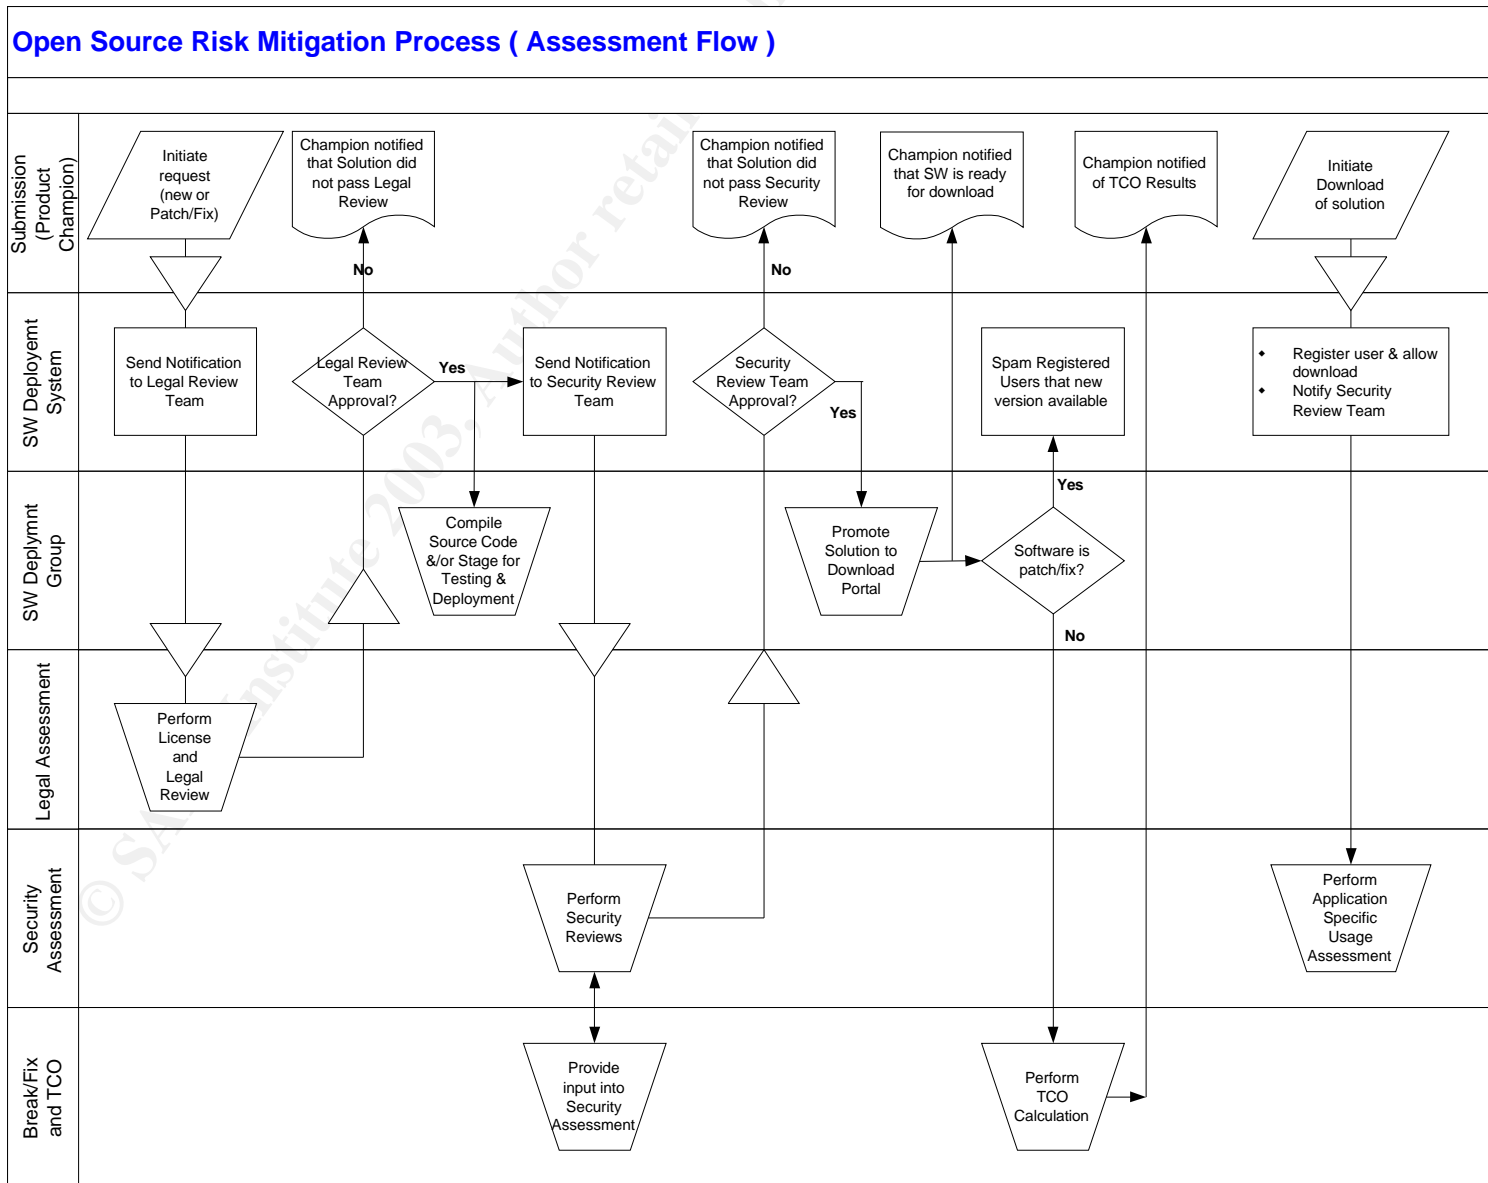 Open Source Risk Mitigation Process ( Assessment Flow )
Submission
(Product
Champion)
Initiate
request
(new or
Patch/Fix)
Champion notified
that Solution did
not pass Legal
Review
Champion notified
that Solution did
not pass Security
Review
Champion notified
that SW is ready
for download
Champion notified
of TCO Results
Initiate
Download
of solution
No
No
SW Deployemt
System
Send Notification
to Legal Review
Team
Legal Review
Team
Approval?
Yes
Send Notification
to Security Review
Team
Security
Review Team
Approval?
Yes
Spam Registered
Users that new
version available
Register user & allow
download
Notify Security
Review Team
SW Deplymnt
Group
Compile
Source Code
&/or Stage for
Testing &
Deployment
Promote
Solution to
Download
Portal
Yes
Software is
patch/fix?
No
Legal Assessment
Perform
License
and
Legal
Review
Security
Assessment
Perform
Security
Reviews
Perform
Application
Specific
Usage
Assessment
Break/Fix
and TCO
Provide
input into
Security
Assessment
Perform
TCO
Calculation
© SA Institute 2003, Author retai